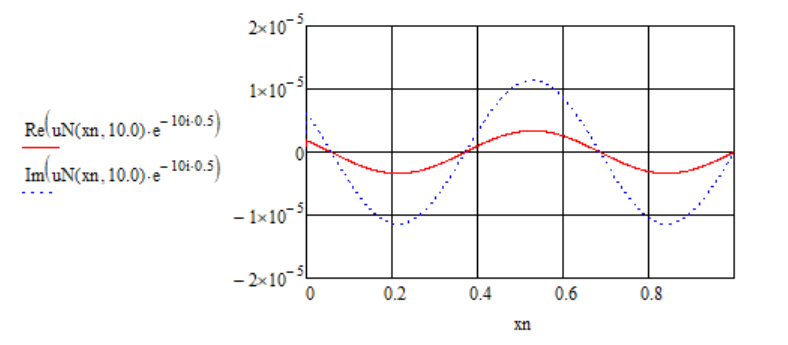 2×10⁻⁵
1×10⁻⁵
Re(uN(xn, 10.0)·e⁻¹⁰ⁱ·⁰·⁵)
0
Im(uN(xn, 10.0)·e⁻¹⁰ⁱ·⁰·⁵)
−1×10⁻⁵
−2×10⁻⁵
0 0.2 0.4 0.6 0.8
xn